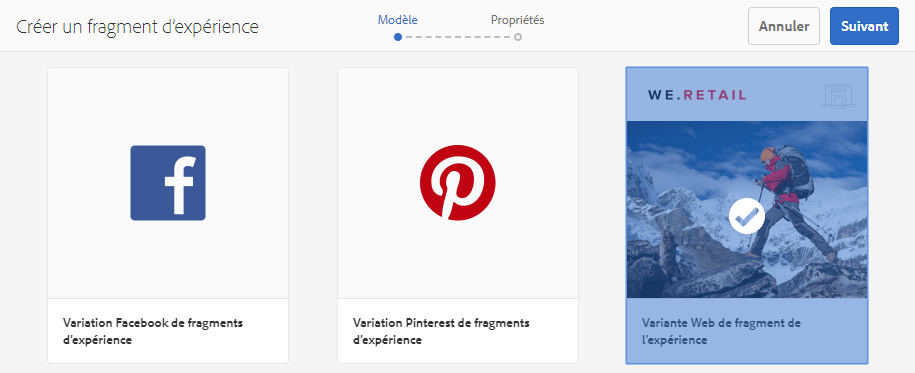 Créer un fragment d'expérience
Modèle
Propriétés
Annuler
Suivant
WE.RETAIL
Variation Facebook de fragments
d'expérience
Variation Pinterest de fragments
d'expérience
Variante Web de fragment de
l'expérience